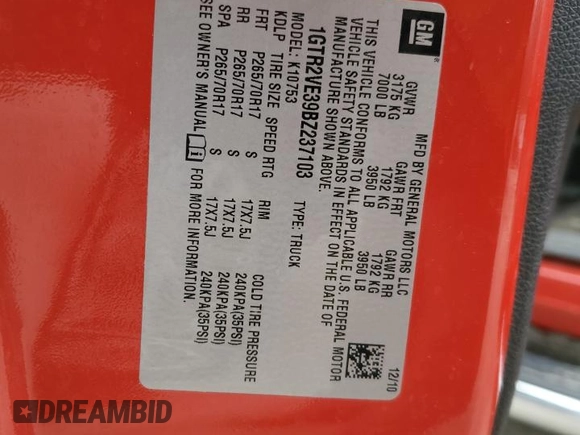 GM
®
MFD BY GENERAL MOTORS LLC
12/10
GVWR GAWR FRT GAWR RR
3175 KG 1792 KG 1792 KG
7000 LB 3950 LB 3950 LB
THIS VEHICLE CONFORMS TO ALL APPLICABLE U.S. FEDERAL MOTOR
VEHICLE SAFETY STANDARDS IN EFFECT ON THE DATE OF
MANUFACTURE SHOWN ABOVE.
1GTR2VE39BZ237103 TYPE: TRUCK
MODEL: K10753
KDLP TIRE SIZE SPEED RTG RIM COLD TIRE PRESSURE
FRT P265/70R17 S 17X7.5J 240KPA(35PSI)
RR P265/70R17 S 17X7.5J 240KPA(35PSI)
SPA P265/70R17 S 17X7.5J 240KPA(35PSI)
SEE OWNER'S MANUAL FOR MORE INFORMATION.
DREAMBID